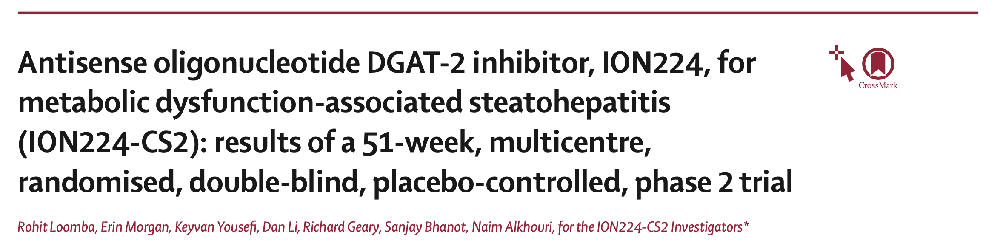 Antisense oligonucleotide DGAT-2 inhibitor, ION224, for
metabolic dysfunction-associated steatohepatitis
(ION224-CS2): results of a 51-week, multicentre,
randomised, double-blind, placebo-controlled, phase 2 trial
CrossMark
Rohit Loomba, Erin Morgan, Keyvan Yousefi, Dan Li, Richard Geary, Sanjay Bhanot, Naim Alkhouri, for the ION224-CS2 Investigators*